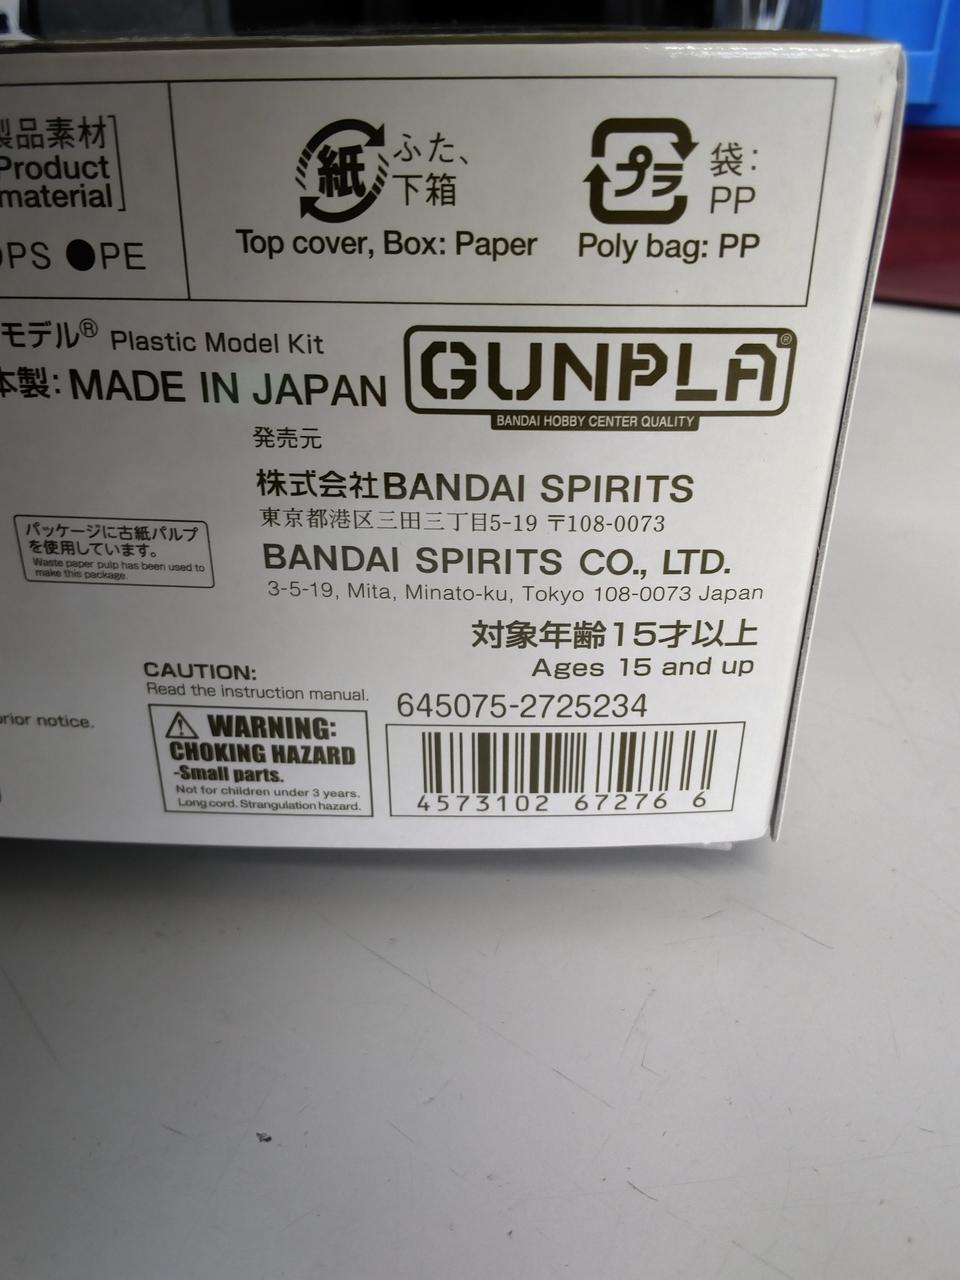 製品素材]
Product
material]
PS ●PE
紙
ふた、
下箱
Top cover, Box: Paper
プラ
袋:
PP
Poly bag: PP
モデル® Plastic Model Kit
本製: MADE IN JAPAN
GUNPLA®
BANDAI HOBBY CENTER QUALITY
発売元
株式会社BANDAI SPIRITS
東京都港区三田三丁目5-19 〒108-0073
BANDAI SPIRITS CO., LTD.
3-5-19, Mita, Minato-ku, Tokyo 108-0073 Japan
パッケージに古紙パルプ
を使用しています。
Waste paper pulp has been used to
make this package.
対象年齢15才以上
Ages 15 and up
CAUTION:
Read the instruction manual.
prior notice.
WARNING:
CHOKING HAZARD
-Small parts.
Not for children under 3 years.
Long cord. Strangulation hazard.
645075-2725234
4573102 67276 6